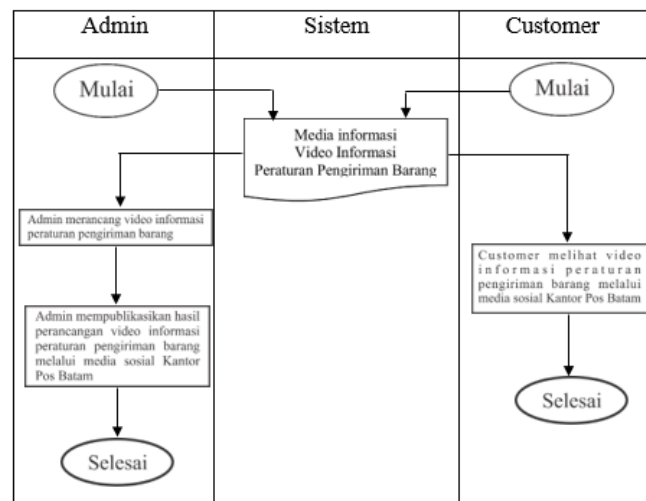 Admin
Sistem
Customer
Mulai
Mulai
Media informasi
Video Informasi
Peraturan Pengiriman Barang
Admin merancang video informasi
peraturan pengiriman barang
Customer melihat video
informasi peraturan
pengiriman barang melalui
media sosial Kantor Pos Batam
Admin mempublikasikan hasil
perancangan video informasi
peraturan pengiriman barang
melalui media sosial Kantor
Pos Batam
Selesai
Selesai